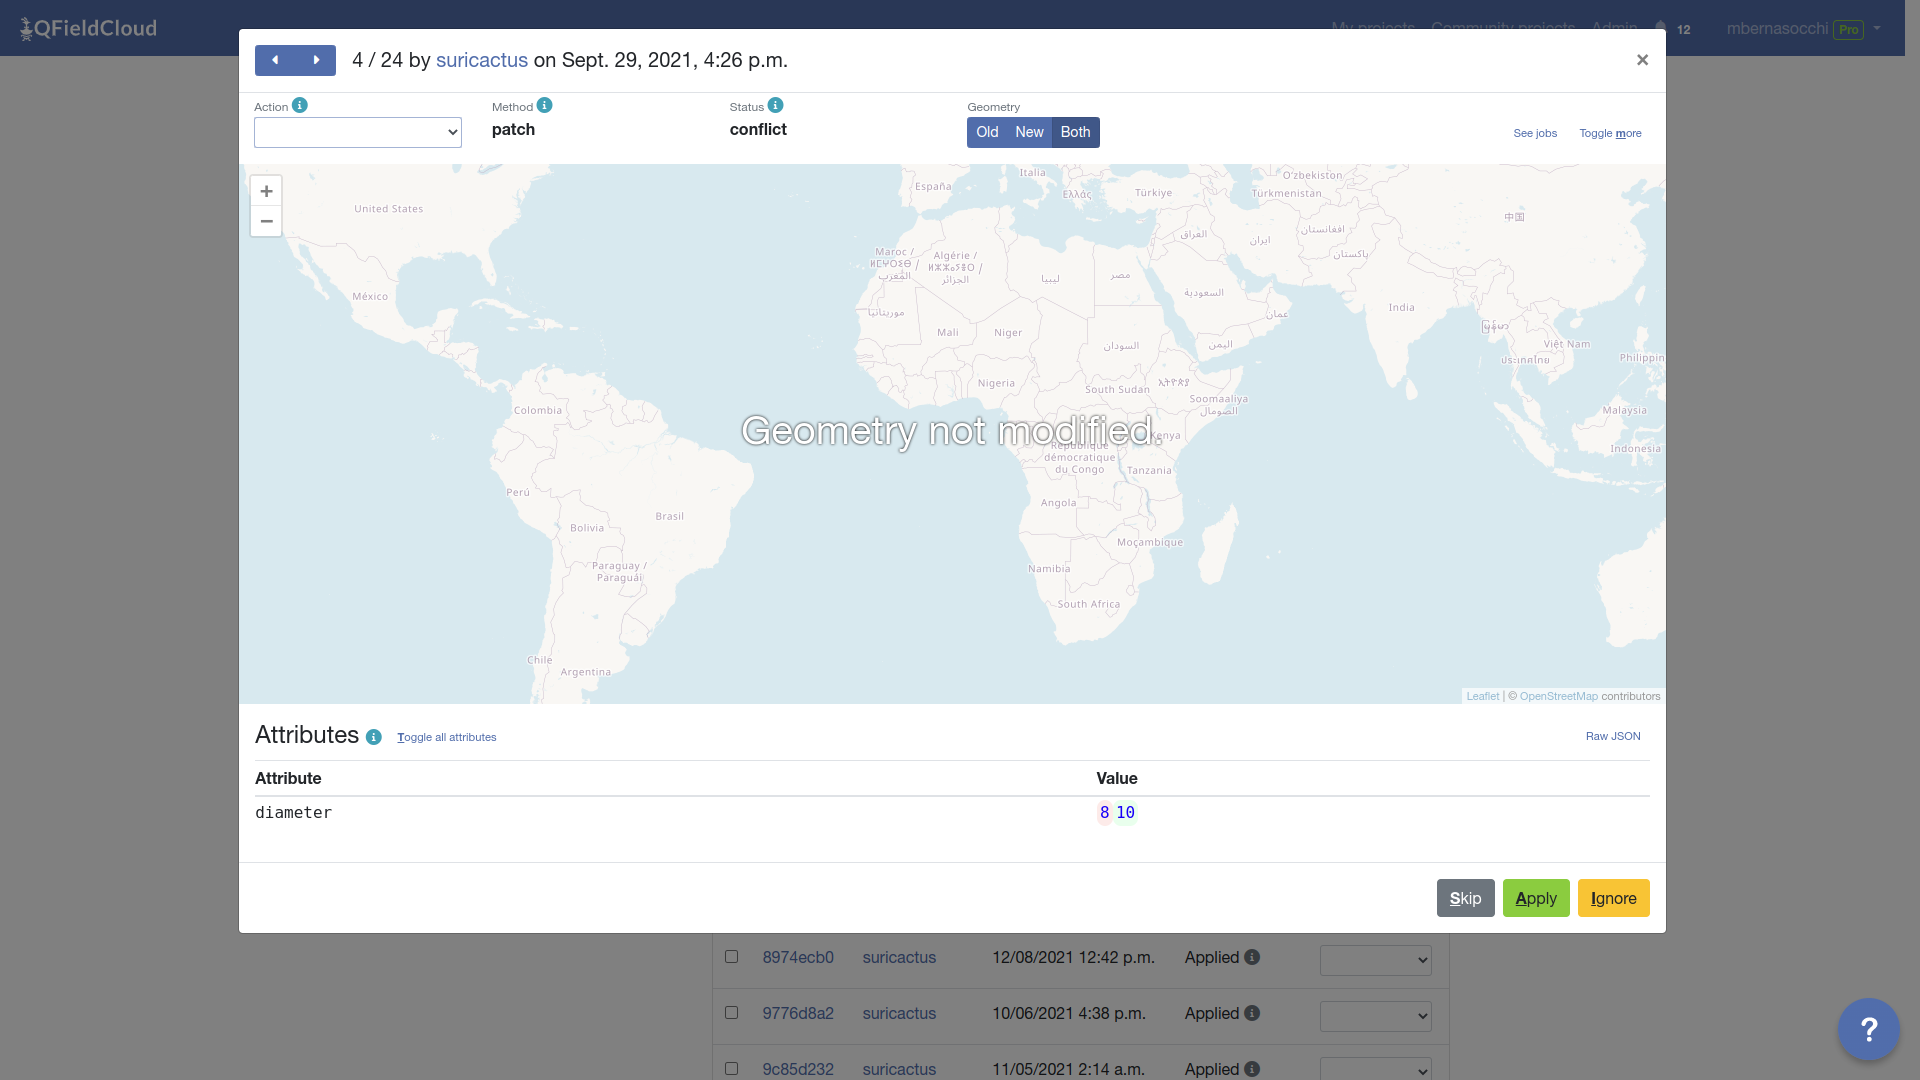 QFieldCloud
My projects Community projects Admin 12 mbernasocchi Pro
4 / 24 by suricactus on Sept. 29, 2021, 4:26 p.m.
×
Action
Method
Status
Geometry
patch
conflict
Old New Both
See jobs
Toggle more
+
−
United States
México
Colombia
Perú
Brasil
Bolivia
Paraguay /
Paraguái
Chile
Argentina
España
Italia
Ελλάς
Türkiye
Oʻzbekiston
Türkmenistan
中国
افغانستان
پاکستان
ایران
العراق
Maroc /
ⵍⵎⵖⵔⵉⴱ /
المغرب
Algérie /
ⵍⵣⵣⴰⵢⴻⵔ /
الجزائر
ليبيا
مصر
السعودية
عمان
اليمن
موريتانيا
Mali
Niger
السودان
Nigeria
South Sudan
ኢትዮጵያ
Soomaaliya
الصومال
India
မြန်မာ
Việt Nam
ประเทศไทย
Philippin
Malaysia
Indonesia
Geometry not modified.
Kenya
République
démocratique
du Congo
Tanzania
Angola
Moçambique
Namibia
South Africa
Leaflet | © OpenStreetMap contributors
Attributes
Toggle all attributes
Raw JSON
Attribute Value
diameter 8 10
Skip Apply Ignore
8974ecb0 suricactus 12/08/2021 12:42 p.m. Applied
9776d8a2 suricactus 10/06/2021 4:38 p.m. Applied
9c85d232 suricactus 11/05/2021 2:14 a.m. Applied
?